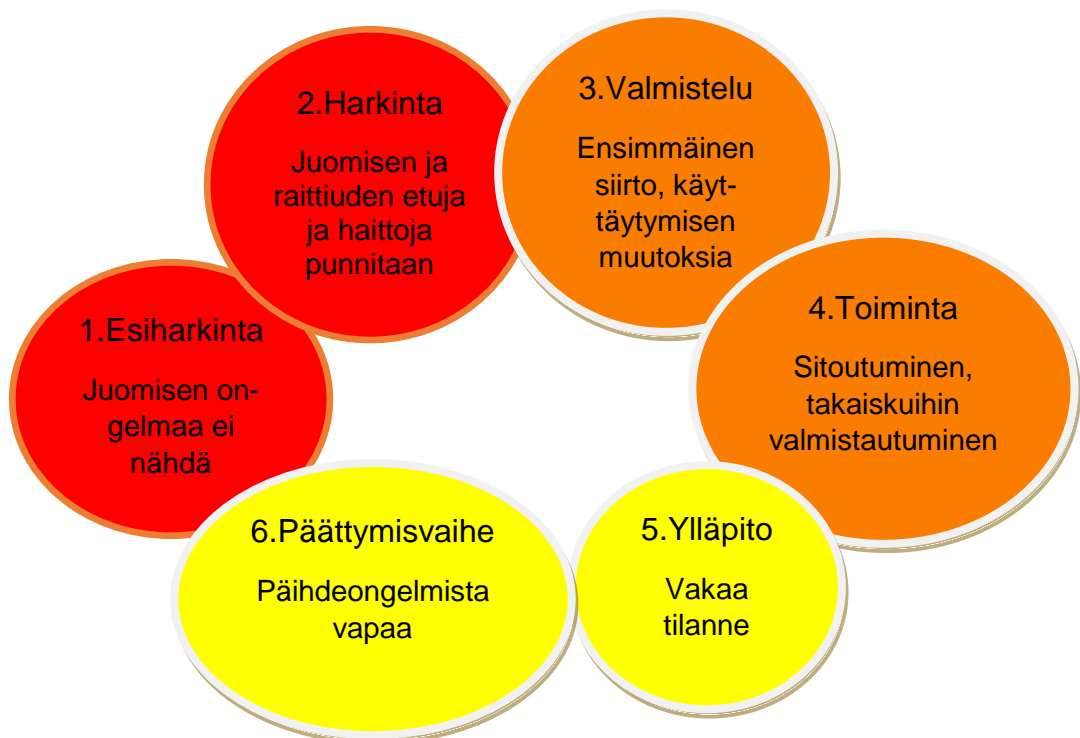 1.Esiharkinta
Juomisen on-
gelmaa ei
nähdä
2.Harkinta
Juomisen ja
raittiuden etuja
ja haittoja
punnitaan
3.Valmistelu
Ensimmäinen
siirto, käyt-
täytymisen
muutoksia
4.Toiminta
Sitoutuminen,
takaiskuihin
valmistautuminen
5.Ylläpito
Vakaa
tilanne
6.Päättymisvaihe
Päihdeongelmista
vapaa